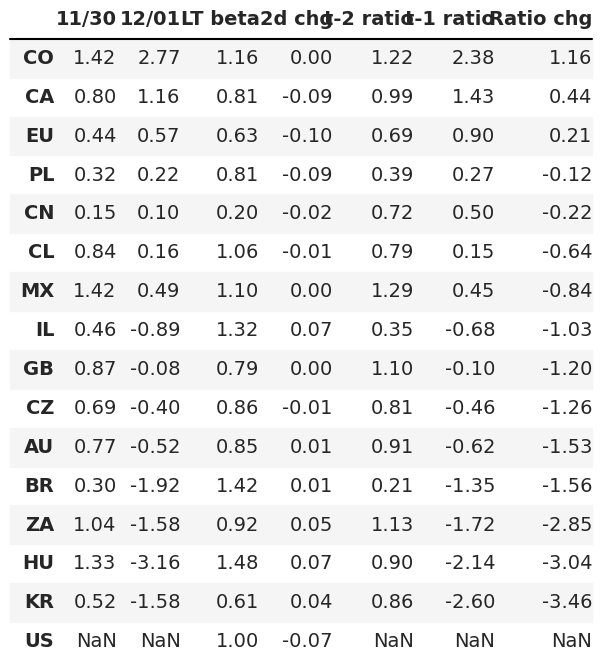 11/30 12/01 LT beta 2d chg t-2 ratio t-1 ratio Ratio chg
CO 1.42 2.77 1.16 0.00 1.22 2.38 1.16
CA 0.80 1.16 0.81 -0.09 0.99 1.43 0.44
EU 0.44 0.57 0.63 -0.10 0.69 0.90 0.21
PL 0.32 0.22 0.81 -0.09 0.39 0.27 -0.12
CN 0.15 0.10 0.20 -0.02 0.72 0.50 -0.22
CL 0.84 0.16 1.06 -0.01 0.79 0.15 -0.64
MX 1.42 0.49 1.10 0.00 1.29 0.45 -0.84
IL 0.46 -0.89 1.32 0.07 0.35 -0.68 -1.03
GB 0.87 -0.08 0.79 0.00 1.10 -0.10 -1.20
CZ 0.69 -0.40 0.86 -0.01 0.81 -0.46 -1.26
AU 0.77 -0.52 0.85 0.01 0.91 -0.62 -1.53
BR 0.30 -1.92 1.42 0.01 0.21 -1.35 -1.56
ZA 1.04 -1.58 0.92 0.05 1.13 -1.72 -2.85
HU 1.33 -3.16 1.48 0.07 0.90 -2.14 -3.04
KR 0.52 -1.58 0.61 0.04 0.86 -2.60 -3.46
US NaN NaN 1.00 -0.07 NaN NaN NaN